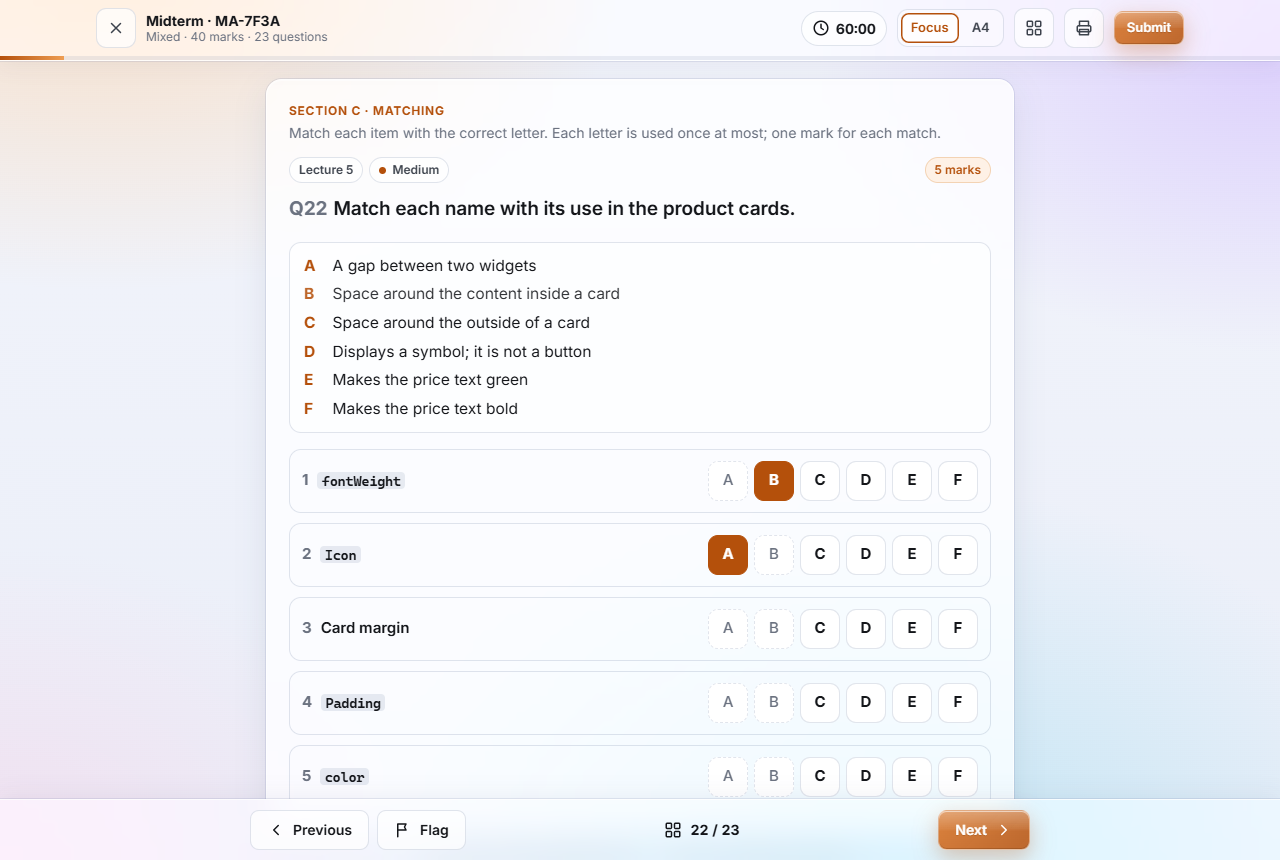 Midterm · MA-7F3A
Mixed · 40 marks · 23 questions
60:00
Focus
A4
Submit
SECTION C · MATCHING
Match each item with the correct letter. Each letter is used once at most; one mark for each match.
Lecture 5
Medium
5 marks
Q22 Match each name with its use in the product cards.
A A gap between two widgets
B Space around the content inside a card
C Space around the outside of a card
D Displays a symbol; it is not a button
E Makes the price text green
F Makes the price text bold
1 fontWeight A B C D E F
2 Icon A B C D E F
3 Card margin A B C D E F
4 Padding A B C D E F
5 color A B C D E F
Previous
Flag
22 / 23
Next